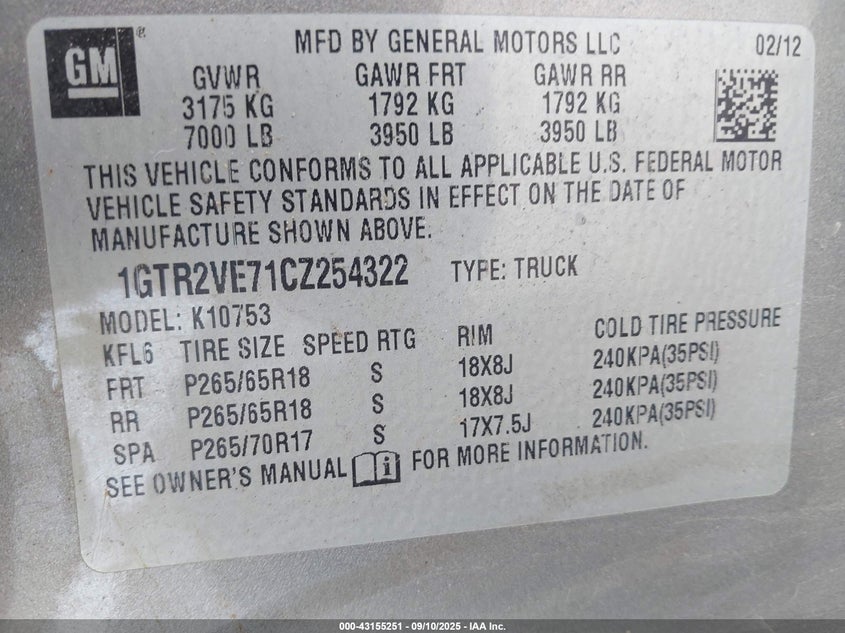 GM ®
MFD BY GENERAL MOTORS LLC 02/12
GVWR GAWR FRT GAWR RR
3175 KG 1792 KG 1792 KG
7000 LB 3950 LB 3950 LB
THIS VEHICLE CONFORMS TO ALL APPLICABLE U.S. FEDERAL MOTOR
VEHICLE SAFETY STANDARDS IN EFFECT ON THE DATE OF
MANUFACTURE SHOWN ABOVE.
1GTR2VE71CZ254322 TYPE: TRUCK
MODEL: K10753
KFL6 TIRE SIZE SPEED RTG RIM COLD TIRE PRESSURE
FRT P265/65R18 S 18X8J 240KPA(35PSI)
RR P265/65R18 S 18X8J 240KPA(35PSI)
SPA P265/70R17 S 17X7.5J 240KPA(35PSI)
SEE OWNER'S MANUAL i FOR MORE INFORMATION.
000-43155251 - 09/10/2025 - IAA Inc.